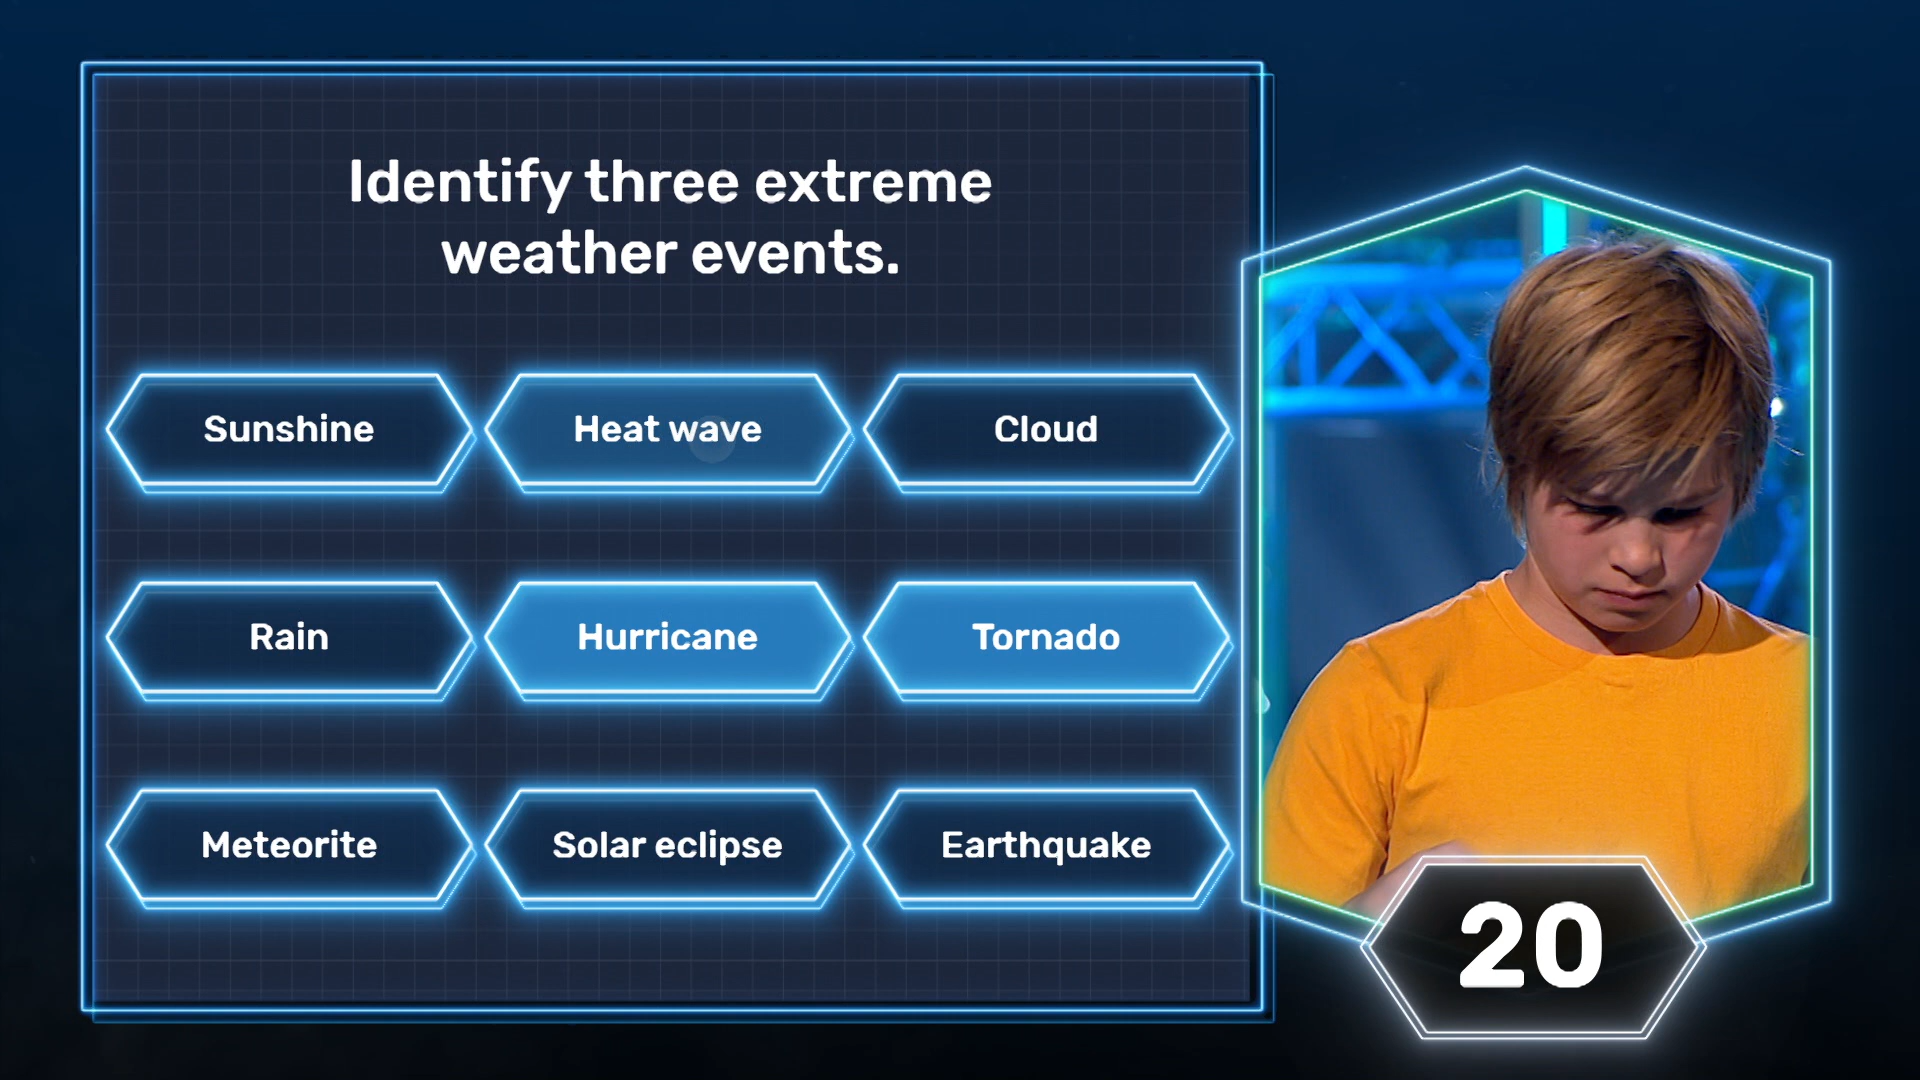 Identify three extreme
weather events.
Sunshine
Heat wave
Cloud
Rain
Hurricane
Tornado
Meteorite
Solar eclipse
Earthquake
20